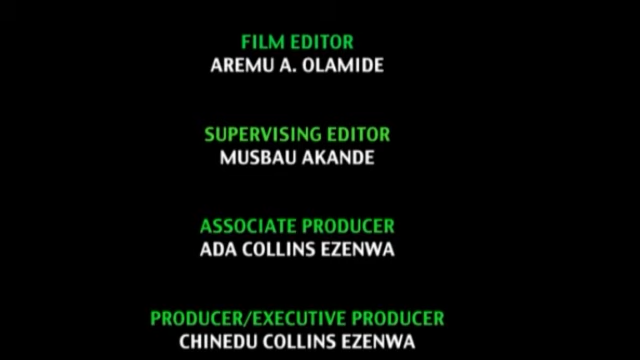 FILM EDITOR
AREMU A. OLAMIDE
SUPERVISING EDITOR
MUSBAU AKANDE
ASSOCIATE PRODUCER
ADA COLLINS EZENWA
PRODUCER/EXECUTIVE PRODUCER
CHINEDU COLLINS EZENWA